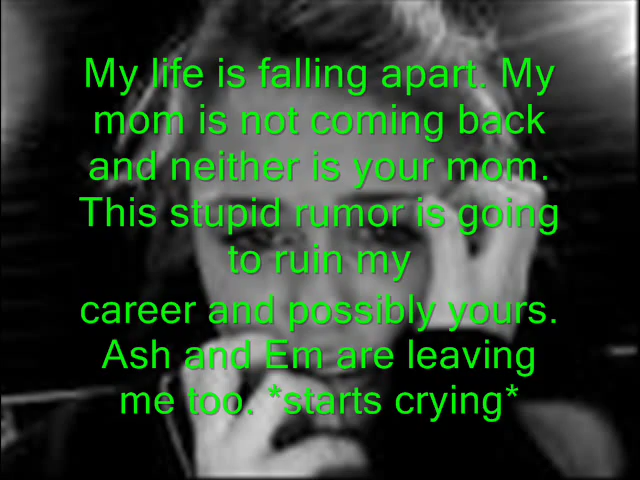 My life is falling apart. My
mom is not coming back
and neither is your mom.
This stupid rumor is going
to ruin my
career and possibly yours.
Ash and Em are leaving
me too. *starts crying*